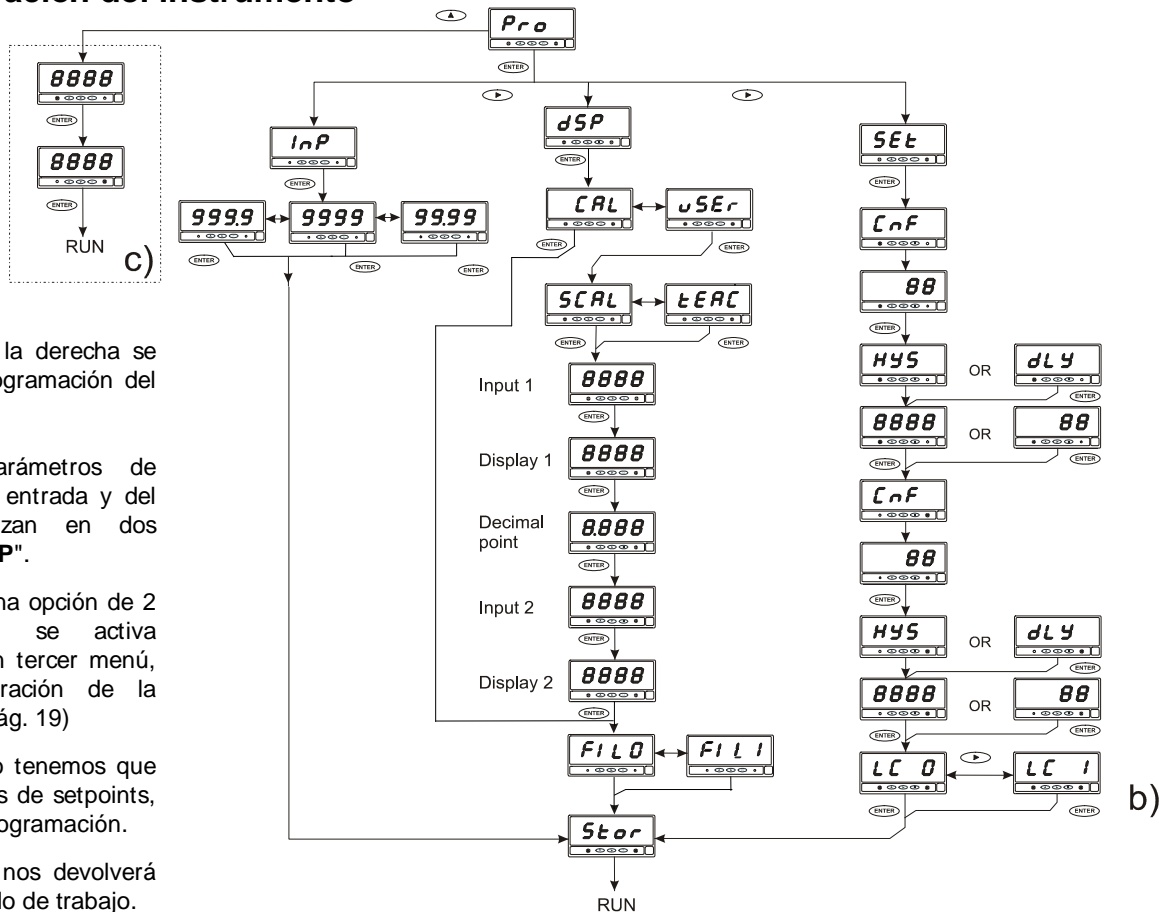 ación del instrumento
la derecha se
ogramación del
arámetros de
entrada y del
izan en dos
P".
na opción de 2
se activa
n tercer menú,
ración de la
ág. 19)
o tenemos que
s de setpoints,
rogramación.
nos devolverá
lo de trabajo.
8888
ENTER
8888
ENTER
RUN
c)
Pro
ENTER
InP
ENTER
999.9 9999 99.99
ENTER ENTER ENTER
dSP
ENTER
CAL uSEr
ENTER ENTER
SCAL tEAC
ENTER ENTER
Input 1 8888
ENTER
Display 1 8888
ENTER
Decimal
point 8.888
ENTER
Input 2 8888
ENTER
Display 2 8888
ENTER
FIL0 FIL1
Stor
RUN
SEt
ENTER
CnF
88
ENTER
HYS OR dLY
ENTER
8888 OR 88
ENTER ENTER
CnF
88
ENTER
HYS OR dLY
ENTER
8888 OR 88
ENTER ENTER
LC 0 LC 1
ENTER ENTER
b)